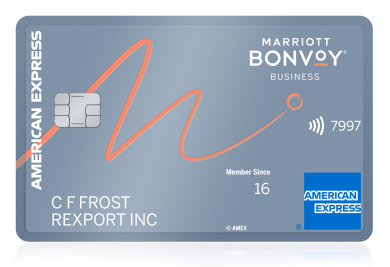 AMERICAN EXPRESS
MARRIOTT
BONVOY®
BUSINESS
7997
Member Since
16
C F FROST
REXPORT INC
© AMEX
AMERICAN
EXPRESS
®